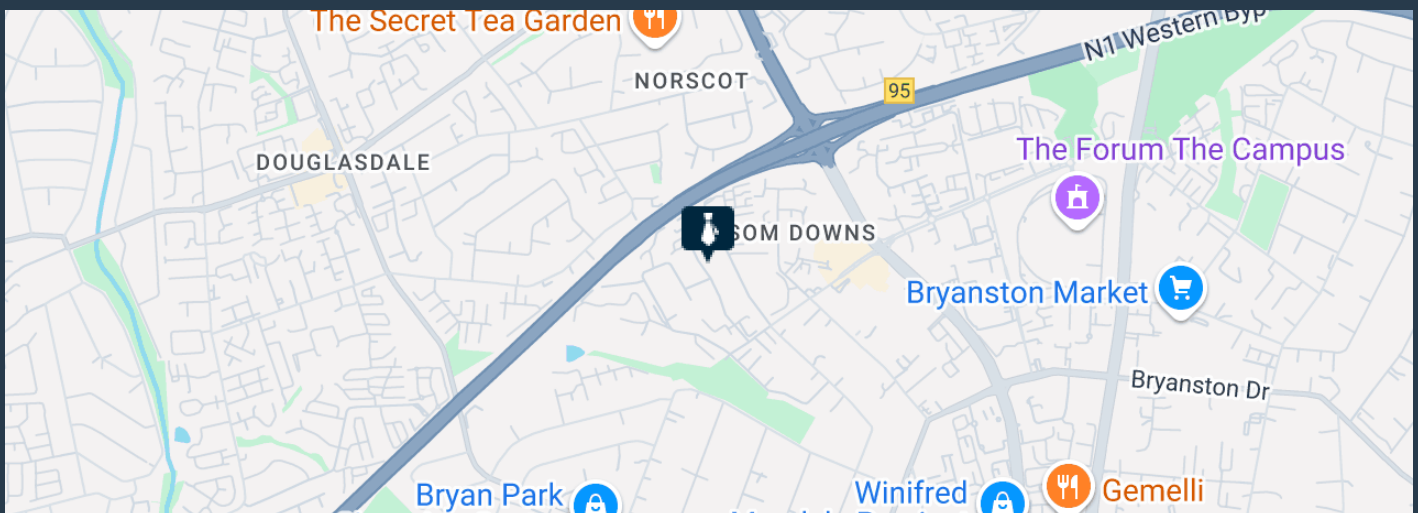 The Secret Tea Garden
N1 Western Byp
NORSCOT
95
DOUGLASDALE
The Forum The Campus
SOM DOWNS
Bryanston Market
Bryanston Dr
Bryan Park
Winifred
Gemelli